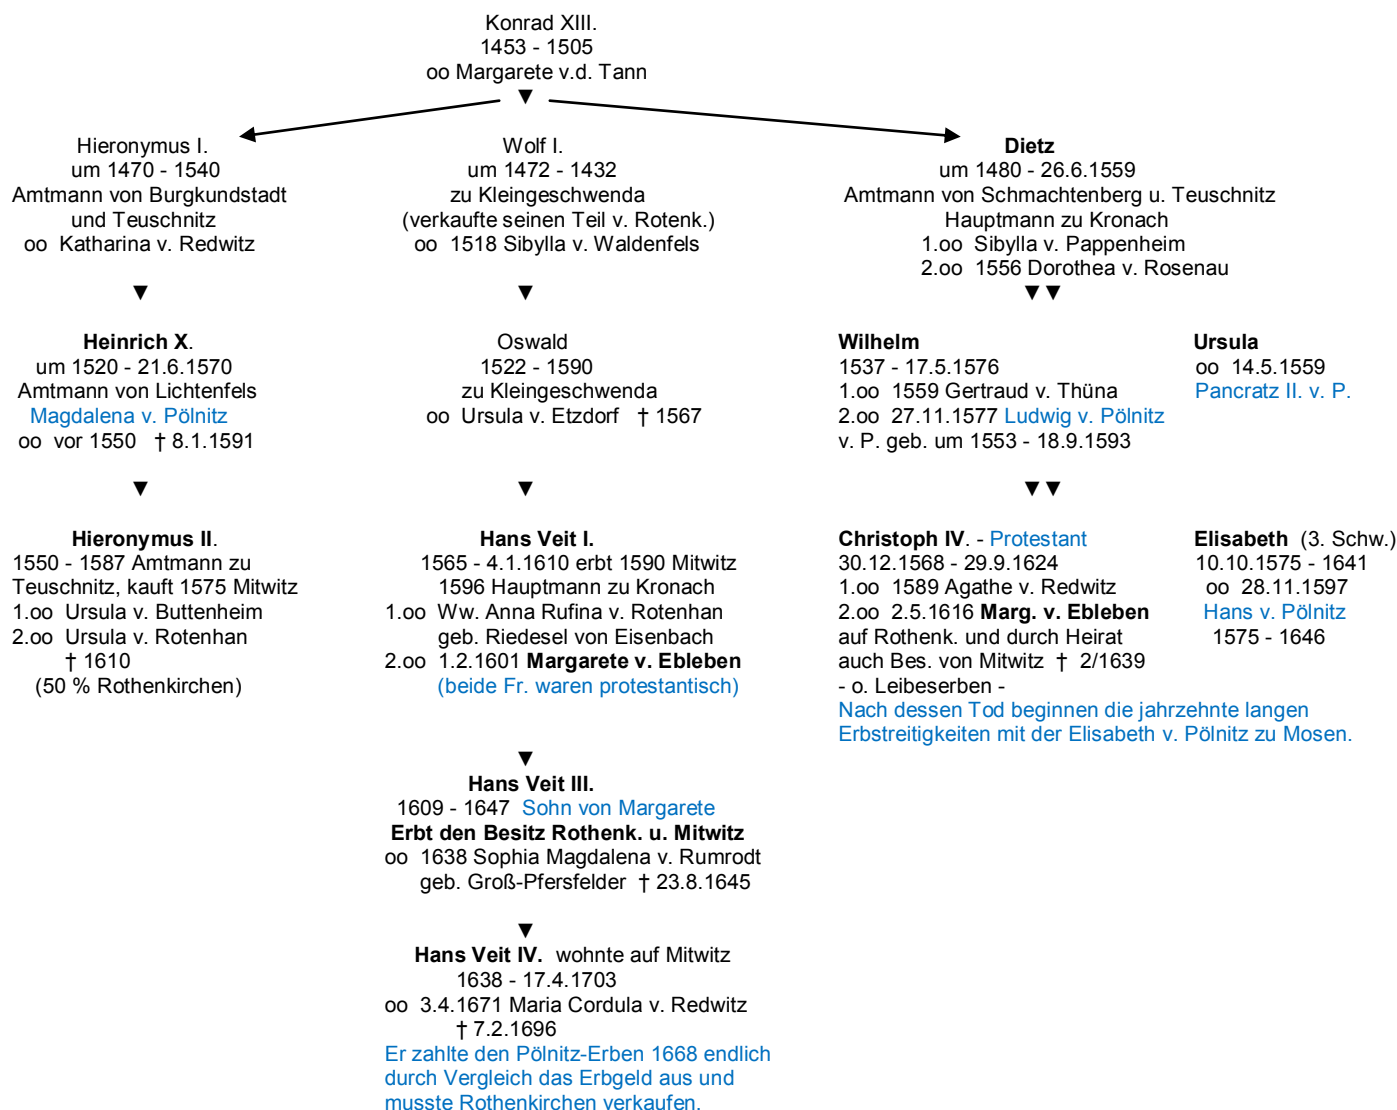 Konrad XIII.
1453 - 1505
oo Margarete v.d. Tann
Hieronymus I.
um 1470 - 1540
Amtmann von Burgkundstadt
und Teuschnitz
oo Katharina v. Redwitz
Wolf I.
um 1472 - 1432
zu Kleingeschwenda
(verkaufte seinen Teil v. Rotenk.)
oo 1518 Sibylla v. Waldenfels
Dietz
um 1480 - 26.6.1559
Amtmann von Schmachtenberg u. Teuschnitz
Hauptmann zu Kronach
1.oo Sibylla v. Pappenheim
2.oo 1556 Dorothea v. Rosenau
Heinrich X.
um 1520 - 21.6.1570
Amtmann von Lichtenfels
Magdalena v. Pölnitz
oo vor 1550 † 8.1.1591
Oswald
1522 - 1590
zu Kleingeschwenda
oo Ursula v. Etzdorf † 1567
Wilhelm
1537 - 17.5.1576
1.oo 1559 Gertraud v. Thüna
2.oo 27.11.1577 Ludwig v. Pölnitz
v. P. geb. um 1553 - 18.9.1593
Ursula
oo 14.5.1559
Pancratz II. v. P.
Hieronymus II.
1550 - 1587 Amtmann zu
Teuschnitz, kauft 1575 Mitwitz
1.oo Ursula v. Buttenheim
2.oo Ursula v. Rotenhan
† 1610
(50 % Rothenkirchen)
Hans Veit I.
1565 - 4.1.1610 erbt 1590 Mitwitz
1596 Hauptmann zu Kronach
1.oo Ww. Anna Rufina v. Rotenhan
geb. Riedesel von Eisenbach
2.oo 1.2.1601 Margarete v. Ebleben
(beide Fr. waren protestantisch)
Christoph IV. - Protestant
30.12.1568 - 29.9.1624
1.oo 1589 Agathe v. Redwitz
2.oo 2.5.1616 Marg. v. Ebleben
auf Rothenk. und durch Heirat
auch Bes. von Mitwitz † 2/1639
- o. Leibeserben -
Nach dessen Tod beginnen die jahrzehnte langen
Erbstreitigkeiten mit der Elisabeth v. Pölnitz zu Mosen.
Elisabeth (3. Schw.)
10.10.1575 - 1641
oo 28.11.1597
Hans v. Pölnitz
1575 - 1646
Hans Veit III.
1609 - 1647 Sohn von Margarete
Erbt den Besitz Rothenk. u. Mitwitz
oo 1638 Sophia Magdalena v. Rumrodt
geb. Groß-Pfersfelder † 23.8.1645
Hans Veit IV. wohnte auf Mitwitz
1638 - 17.4.1703
oo 3.4.1671 Maria Cordula v. Redwitz
† 7.2.1696
Er zahlte den Pölnitz-Erben 1668 endlich
durch Vergleich das Erbgeld aus und
musste Rothenkirchen verkaufen.